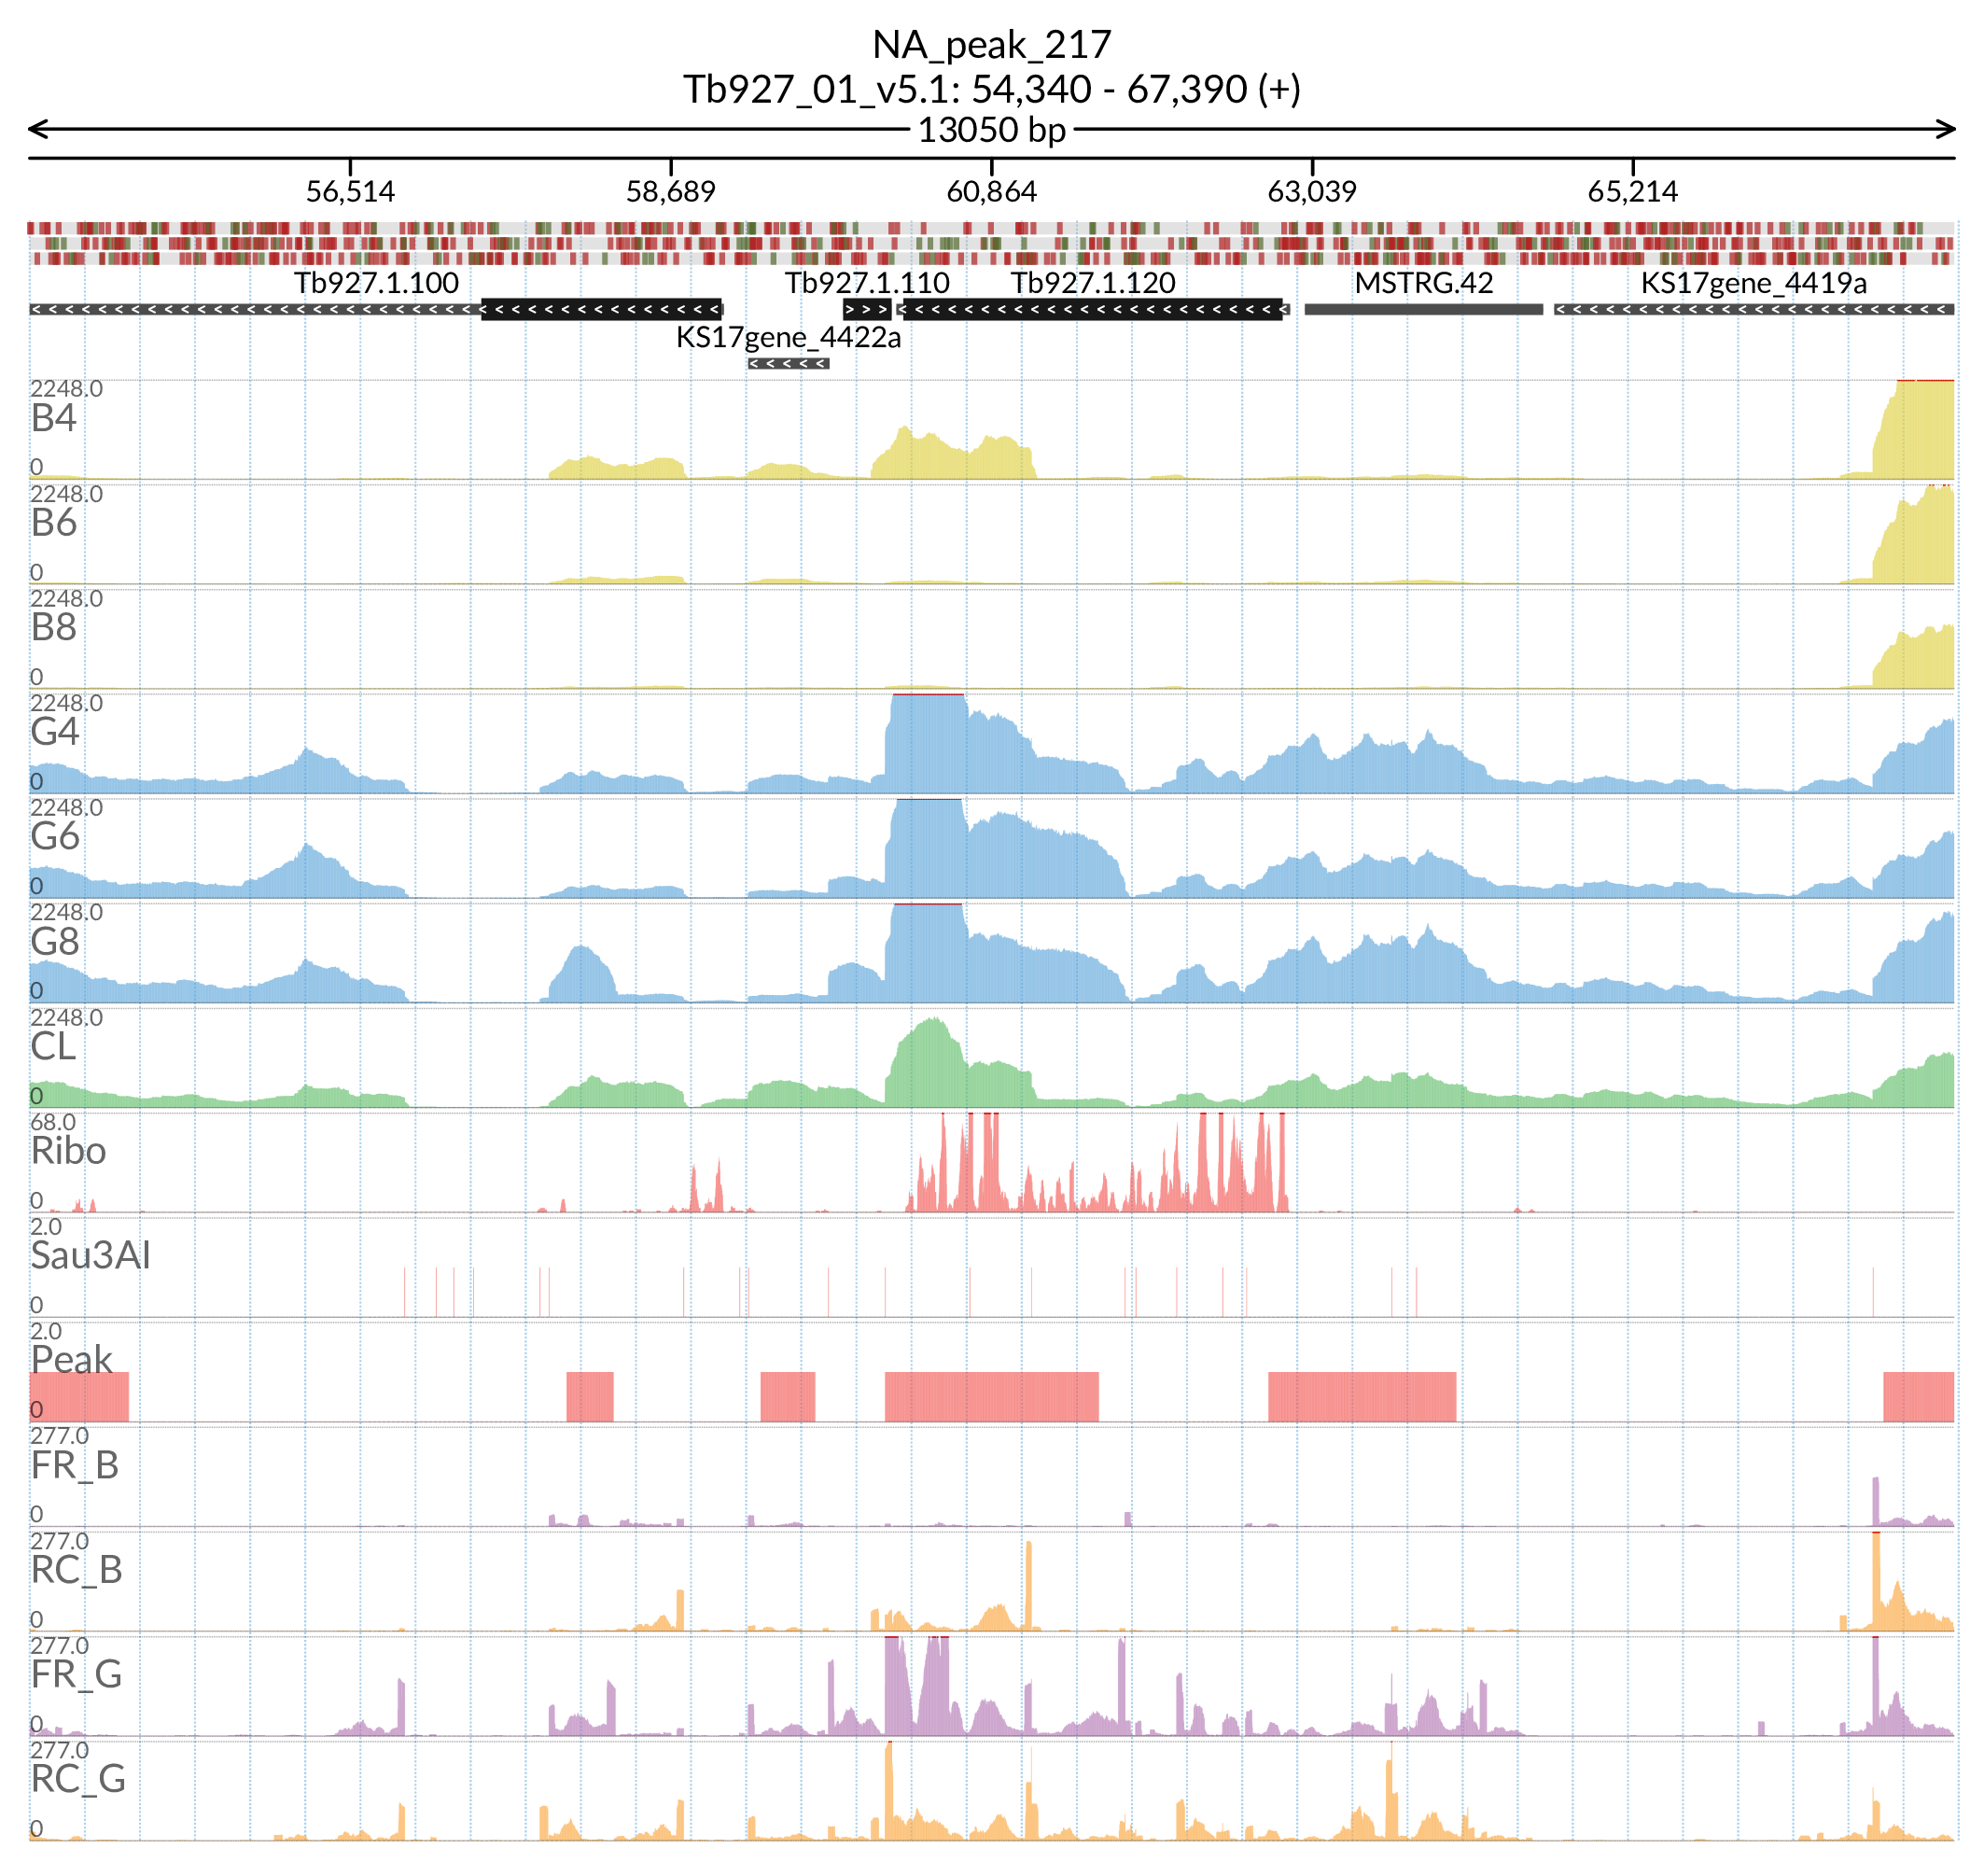 NA_peak_217
Tb927_01_v5.1: 54,340 - 67,390 (+)
13050 bp
56,514 58,689 60,864 63,039 65,214
Tb927.1.100 Tb927.1.110 Tb927.1.120 MSTRG.42 KS17gene_4419a
KS17gene_4422a
2248.0
B4
0
2248.0
B6
0
2248.0
B8
0
2248.0
G4
0
2248.0
G6
0
2248.0
G8
0
2248.0
CL
0
68.0
Ribo
0
2.0
Sau3AI
0
2.0
Peak
0
277.0
FR_B
0
277.0
RC_B
0
277.0
FR_G
0
277.0
RC_G
0